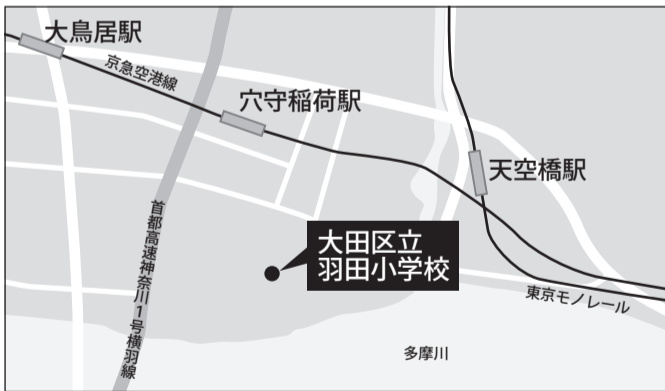 大鳥居駅
京急空港線
穴守稲荷駅
天空橋駅
首都高速神奈川1号横羽線
大田区立
羽田小学校
東京モノレール
多摩川